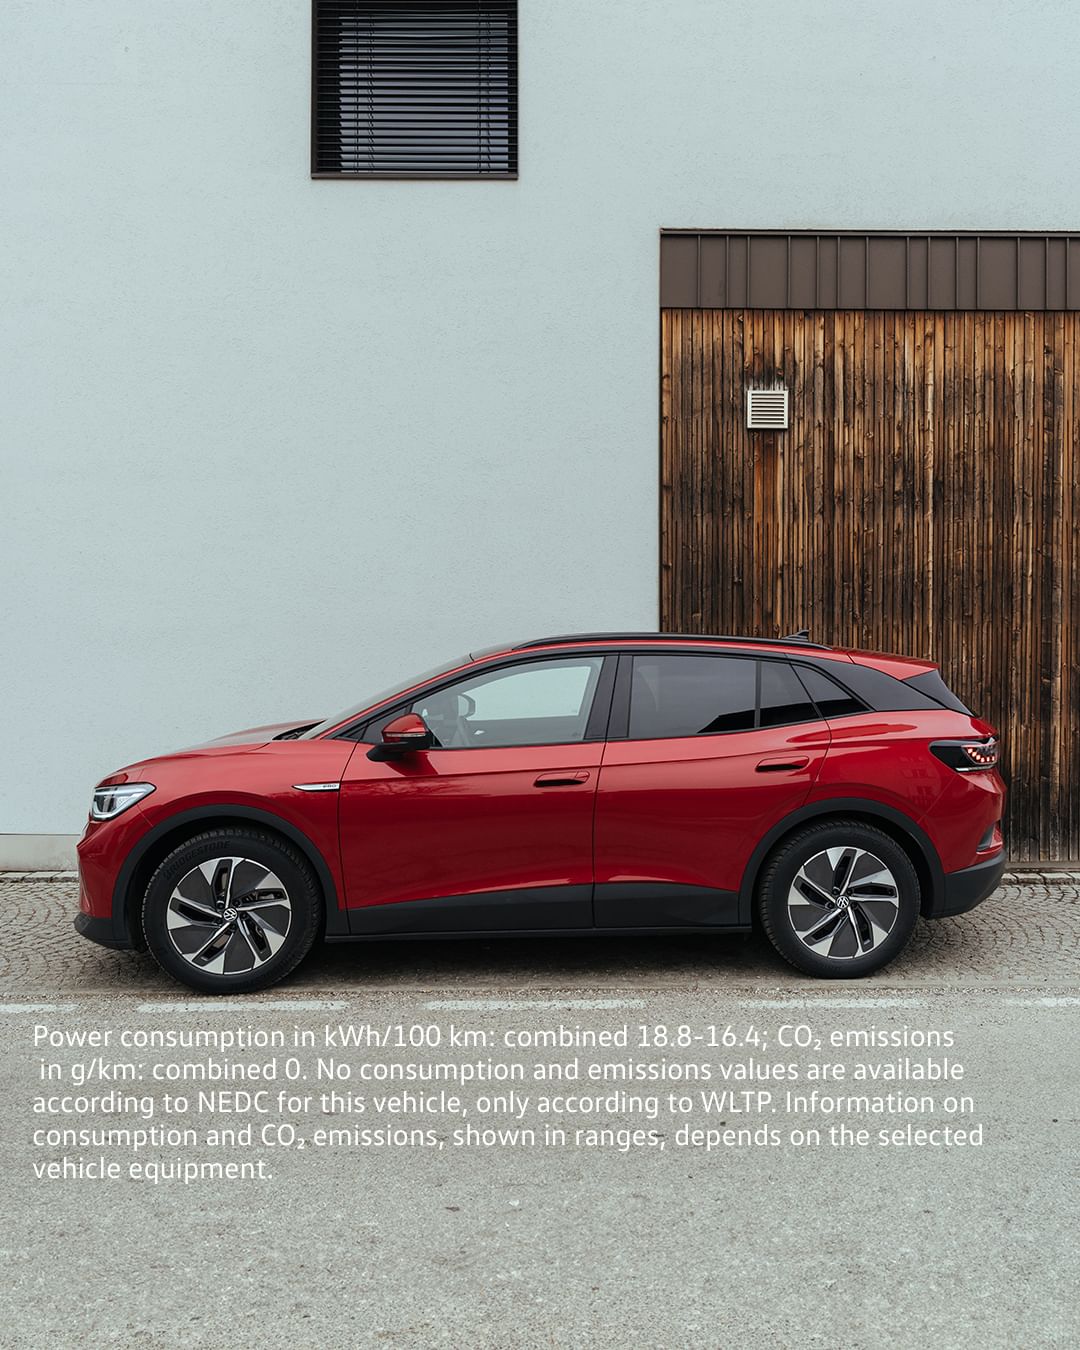 PRO
BRIDGESTONE
Power consumption in kWh/100 km: combined 18.8-16.4; CO₂ emissions
in g/km: combined 0. No consumption and emissions values are available
according to NEDC for this vehicle, only according to WLTP. Information on
consumption and CO₂ emissions, shown in ranges, depends on the selected
vehicle equipment.